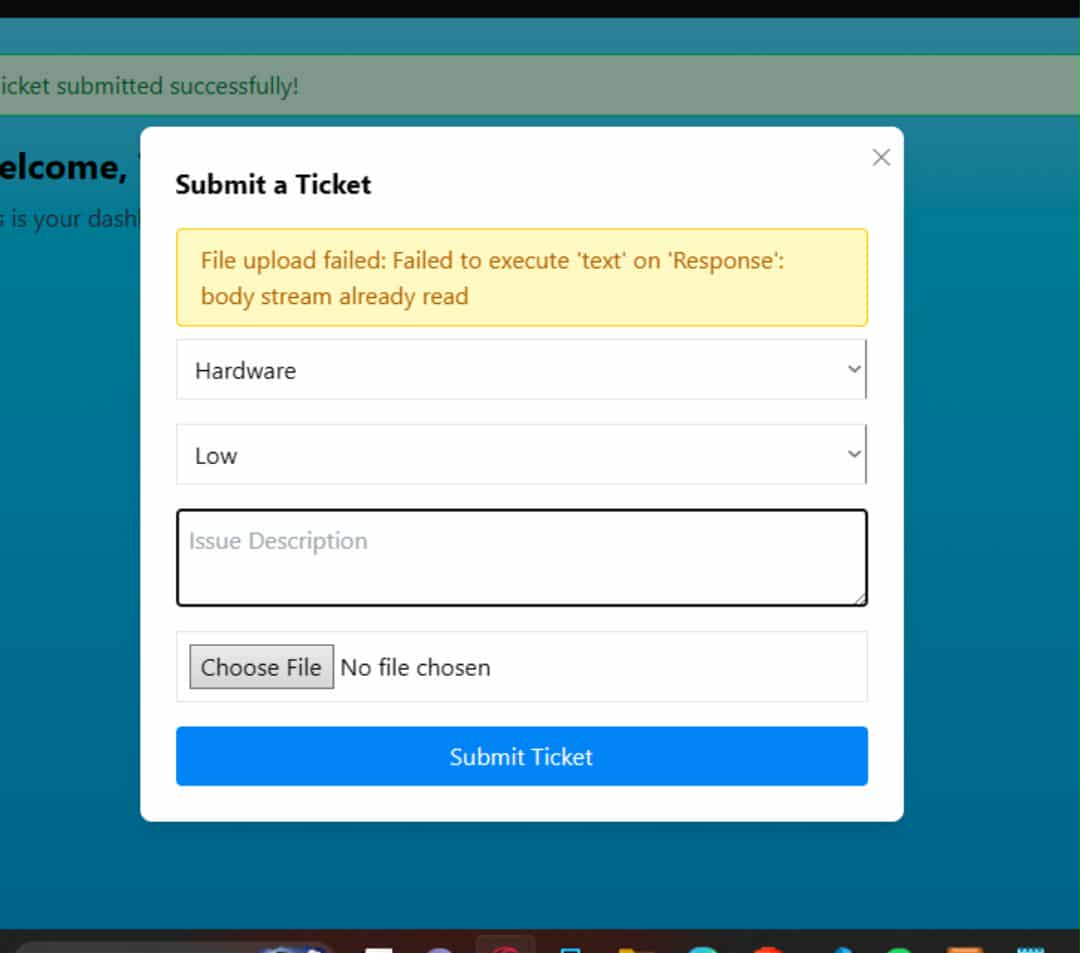 icket submitted successfully!
elcome,
s is your dash
Submit a Ticket
File upload failed: Failed to execute 'text' on 'Response':
body stream already read
Hardware
Low
Issue Description
Choose File No file chosen
Submit Ticket